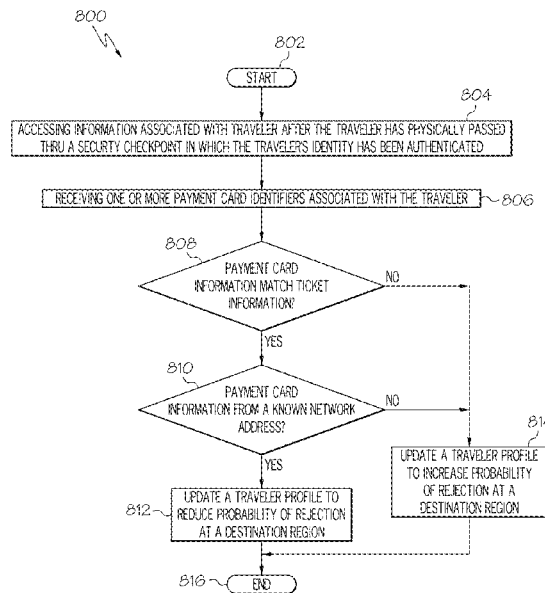 800
802
START
804
ACCESSING INFORMATION ASSOCIATED WITH TRAVELER AFTER THE TRAVELER HAS PHYSICALLY PASSED
THRU A SECURTY CHECKPOINT IN WHICH THE TRAVELER'S IDENTITY HAS BEEN AUTHENTICATED
RECEIVING ONE OR MORE PAYMENT CARD IDENTIFIERS ASSOCIATED WITH THE TRAVELER
806
808
PAYMENT CARD
INFORMATION MATCH TICKET
INFORMATION?
NO
YES
810
PAYMENT CARD
INFORMATION FROM A KNOWN NETWORK
ADDRESS?
NO
YES
814
UPDATE A TRAVELER PROFILE
TO INCREASE PROBABILITY
OF REJECTION AT A
DESTINATION REGION
812
UPDATE A TRAVELER PROFILE TO
REDUCE PROBABILITY OF REJECTION
AT A DESTINATION REGION
816
END